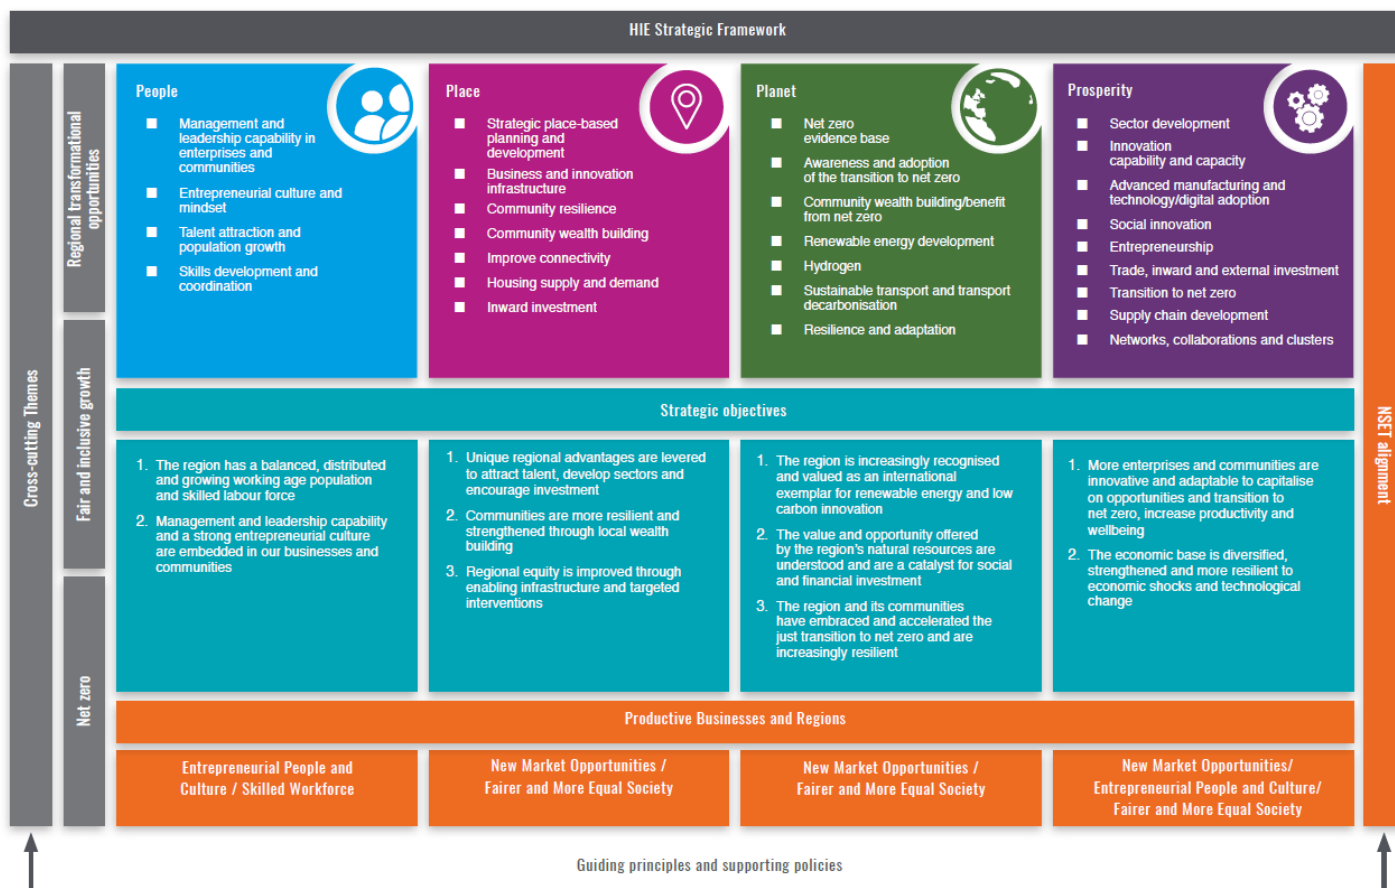 HIE Strategic Framework
Cross-cutting Themes
Regional transformational
opportunities
Fair and inclusive growth
Net zero
People
■ Management and
leadership capability in
enterprises and
communities
■ Entrepreneurial culture and
mindset
■ Talent attraction and
population growth
■ Skills development and
coordination
Place
■ Strategic place-based
planning and
development
■ Business and innovation
infrastructure
■ Community resilience
■ Community wealth building
■ Improve connectivity
■ Housing supply and demand
■ Inward investment
Planet
■ Net zero
evidence base
■ Awareness and adoption
of the transition to net zero
■ Community wealth building/benefit
from net zero
■ Renewable energy development
■ Hydrogen
■ Sustainable transport and transport
decarbonisation
■ Resilience and adaptation
Prosperity
■ Sector development
■ Innovation
capability and capacity
■ Advanced manufacturing and
technology/digital adoption
■ Social innovation
■ Entrepreneurship
■ Trade, inward and external investment
■ Transition to net zero
■ Supply chain development
■ Networks, collaborations and clusters
Strategic objectives
1. The region has a balanced, distributed
and growing working age population
and skilled labour force
2. Management and leadership capability
and a strong entrepreneurial culture
are embedded in our businesses and
communities
1. Unique regional advantages are levered
to attract talent, develop sectors and
encourage investment
2. Communities are more resilient and
strengthened through local wealth
building
3. Regional equity is improved through
enabling infrastructure and targeted
interventions
1. The region is increasingly recognised
and valued as an international
exemplar for renewable energy and low
carbon innovation
2. The value and opportunity offered
by the region's natural resources are
understood and are a catalyst for social
and financial investment
3. The region and its communities
have embraced and accelerated the
just transition to net zero and are
increasingly resilient
1. More enterprises and communities are
innovative and adaptable to capitalise
on opportunities and transition to
net zero, increase productivity and
wellbeing
2. The economic base is diversified,
strengthened and more resilient to
economic shocks and technological
change
Productive Businesses and Regions
Entrepreneurial People and
Culture / Skilled Workforce
New Market Opportunities /
Fairer and More Equal Society
New Market Opportunities /
Fairer and More Equal Society
New Market Opportunities/
Entrepreneurial People and Culture/
Fairer and More Equal Society
NSET alignment
Guiding principles and supporting policies